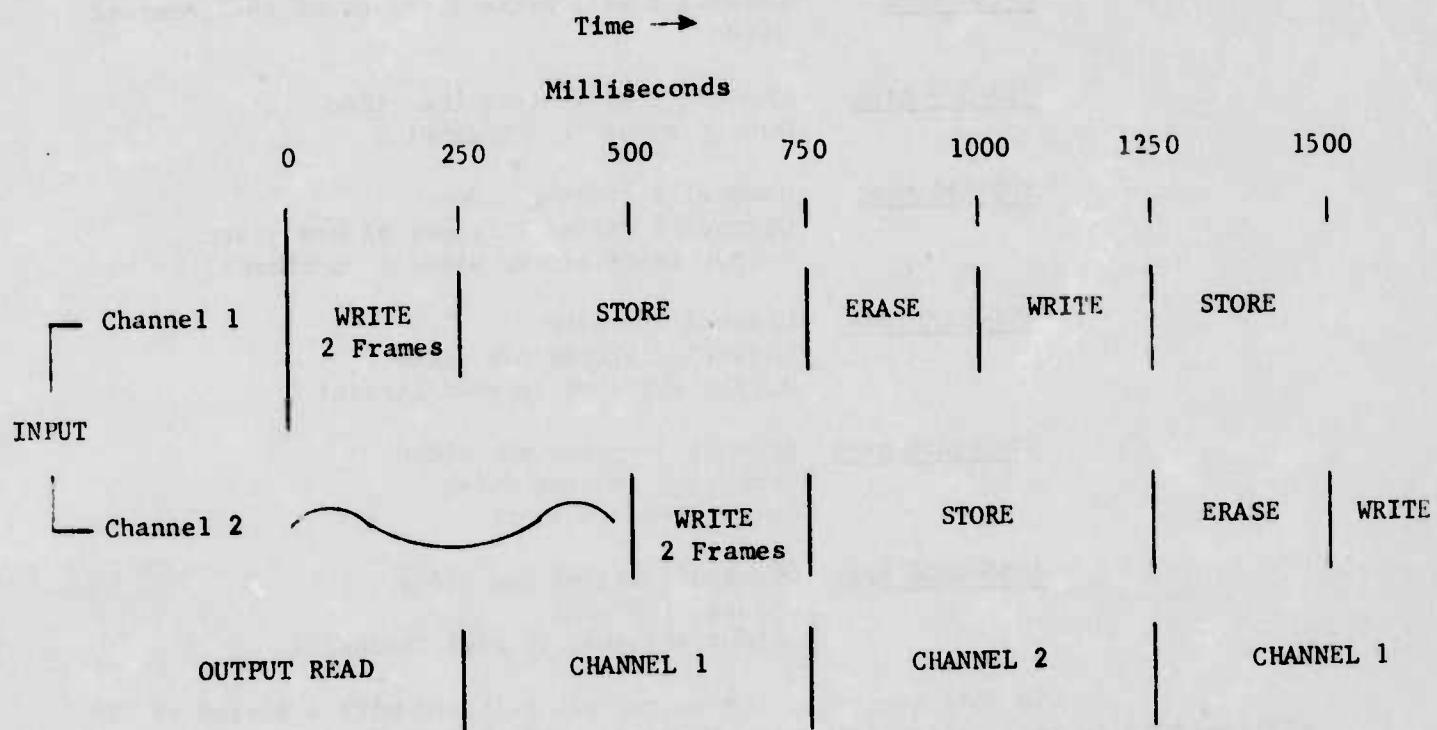 Time →
Milliseconds
0 250 500 750 1000 1250 1500
Channel 1 WRITE STORE ERASE WRITE STORE
2 Frames
INPUT
Channel 2 WRITE STORE ERASE WRITE
2 Frames
OUTPUT READ CHANNEL 1 CHANNEL 2 CHANNEL 1